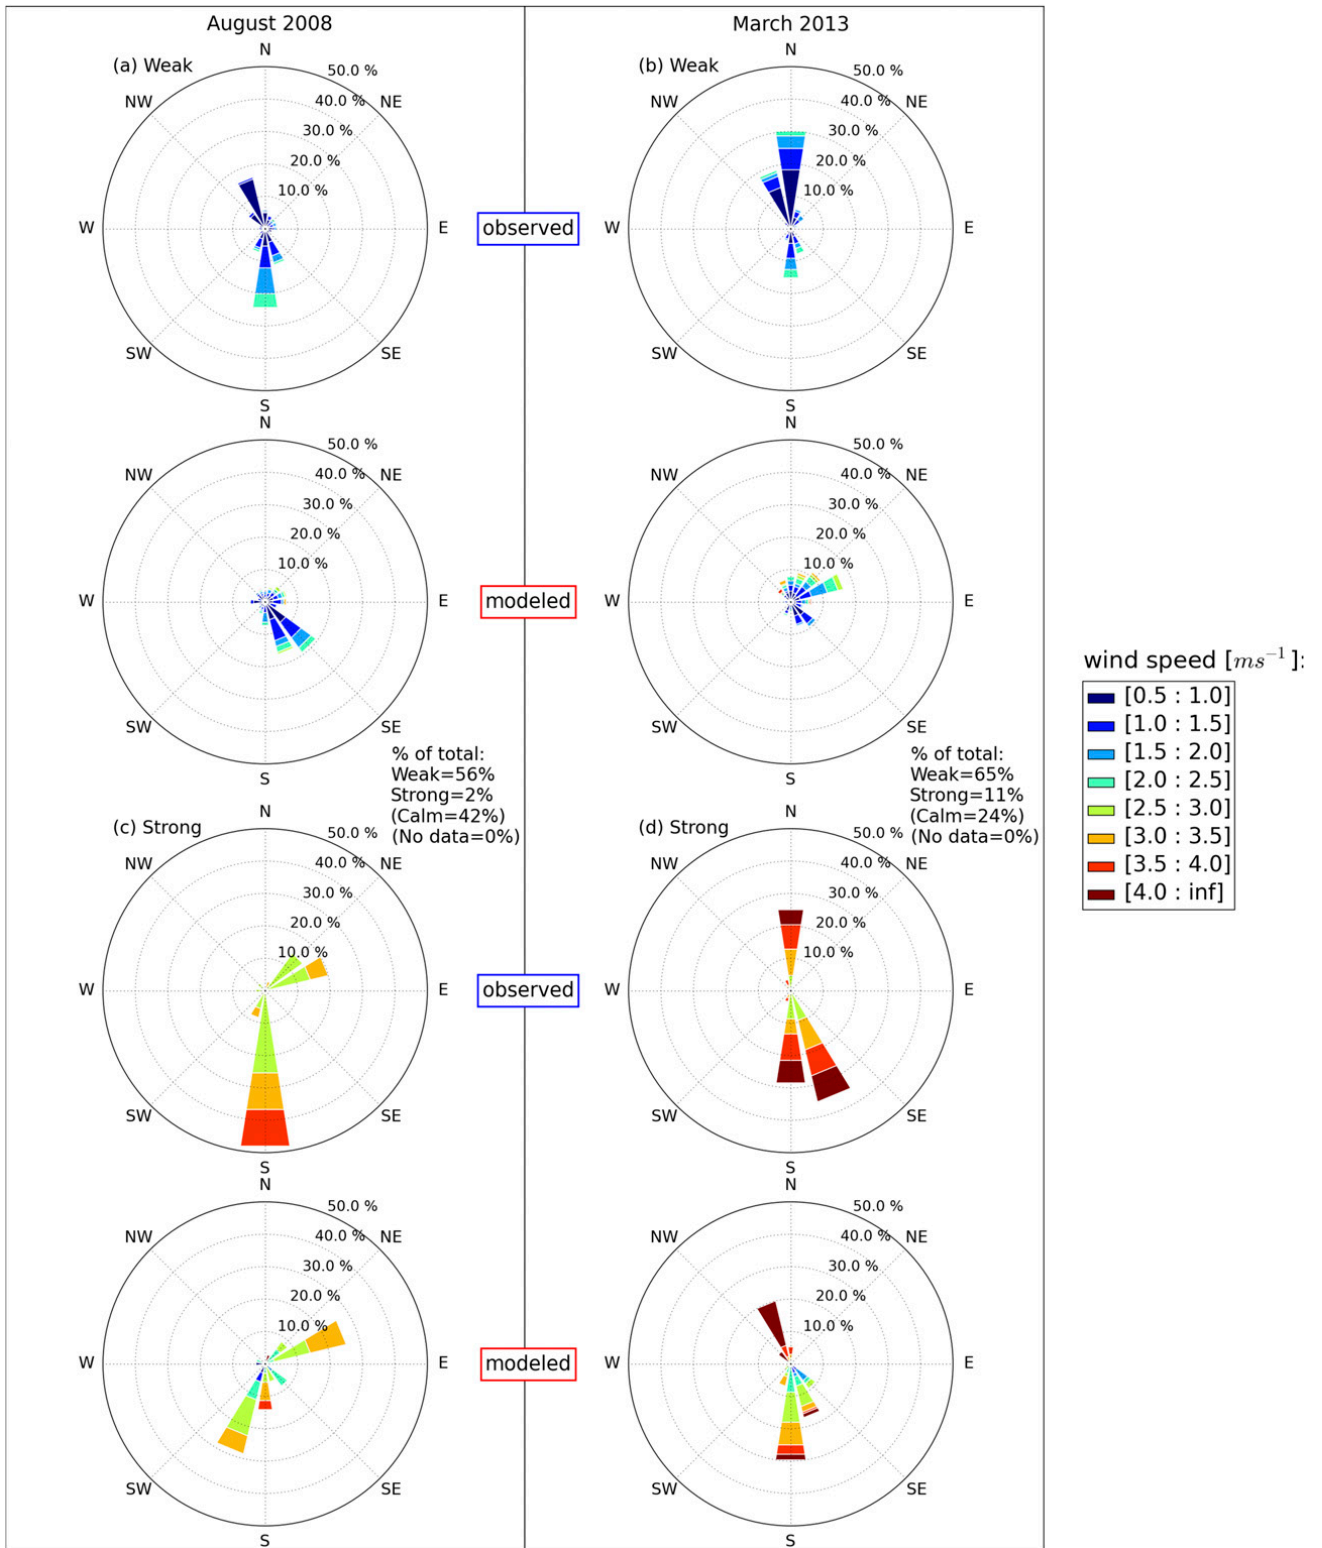 August 2008
March 2013
(a) Weak
N
50.0 %
40.0 %
30.0 %
20.0 %
10.0 %
NW
NE
W
E
SW
SE
S
(b) Weak
N
50.0 %
40.0 %
30.0 %
20.0 %
10.0 %
NW
NE
W
E
SW
SE
S
observed
N
50.0 %
40.0 %
30.0 %
20.0 %
10.0 %
NW
NE
W
E
SW
SE
S
N
50.0 %
40.0 %
30.0 %
20.0 %
10.0 %
NW
NE
W
E
SW
SE
S
modeled
% of total:
Weak=56%
Strong=2%
(Calm=42%)
(No data=0%)
% of total:
Weak=65%
Strong=11%
(Calm=24%)
(No data=0%)
(c) Strong
N
50.0 %
40.0 %
30.0 %
20.0 %
10.0 %
NW
NE
W
E
SW
SE
S
(d) Strong
N
50.0 %
40.0 %
30.0 %
20.0 %
10.0 %
NW
NE
W
E
SW
SE
S
observed
N
50.0 %
40.0 %
30.0 %
20.0 %
10.0 %
NW
NE
W
E
SW
SE
S
N
50.0 %
40.0 %
30.0 %
20.0 %
10.0 %
NW
NE
W
E
SW
SE
S
modeled
wind speed [ms⁻¹]:
[0.5 : 1.0]
[1.0 : 1.5]
[1.5 : 2.0]
[2.0 : 2.5]
[2.5 : 3.0]
[3.0 : 3.5]
[3.5 : 4.0]
[4.0 : inf]